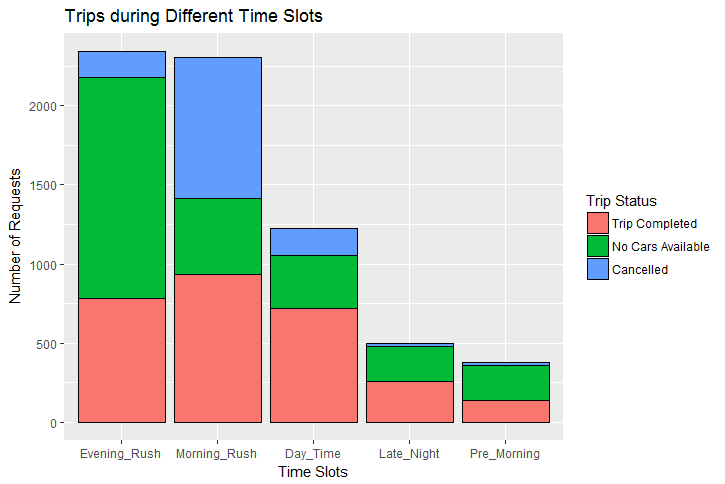 Trips during Different Time Slots
Number of Requests
2000
1500
1000
500
0
Evening_Rush
Morning_Rush
Day_Time
Late_Night
Pre_Morning
Time Slots
Trip Status
Trip Completed
No Cars Available
Cancelled